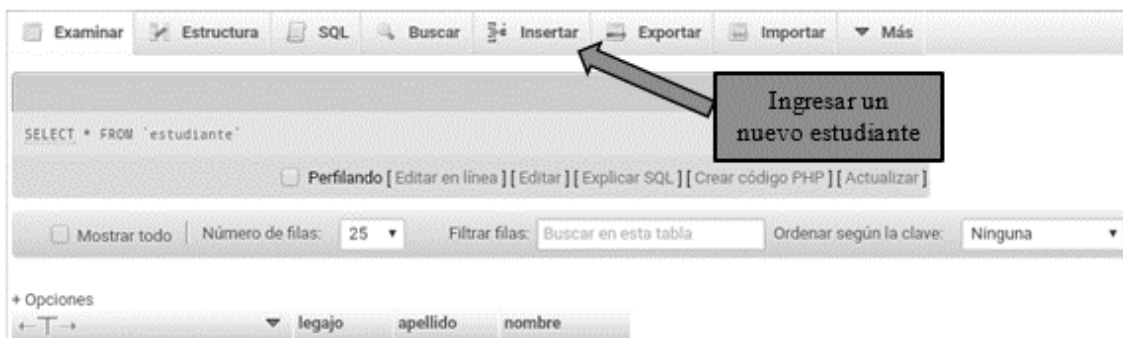 Examinar Estructura SQL Buscar Insertar Exportar Importar Más
Ingresar un
nuevo estudiante
SELECT * FROM `estudiante`
Perfilando [ Editar en línea ] [ Editar ] [ Explicar SQL ] [ Crear código PHP ] [ Actualizar ]
Mostrar todo Número de filas: 25 Filtrar filas: Buscar en esta tabla Ordenar según la clave: Ninguna
+ Opciones
legajo apellido nombre